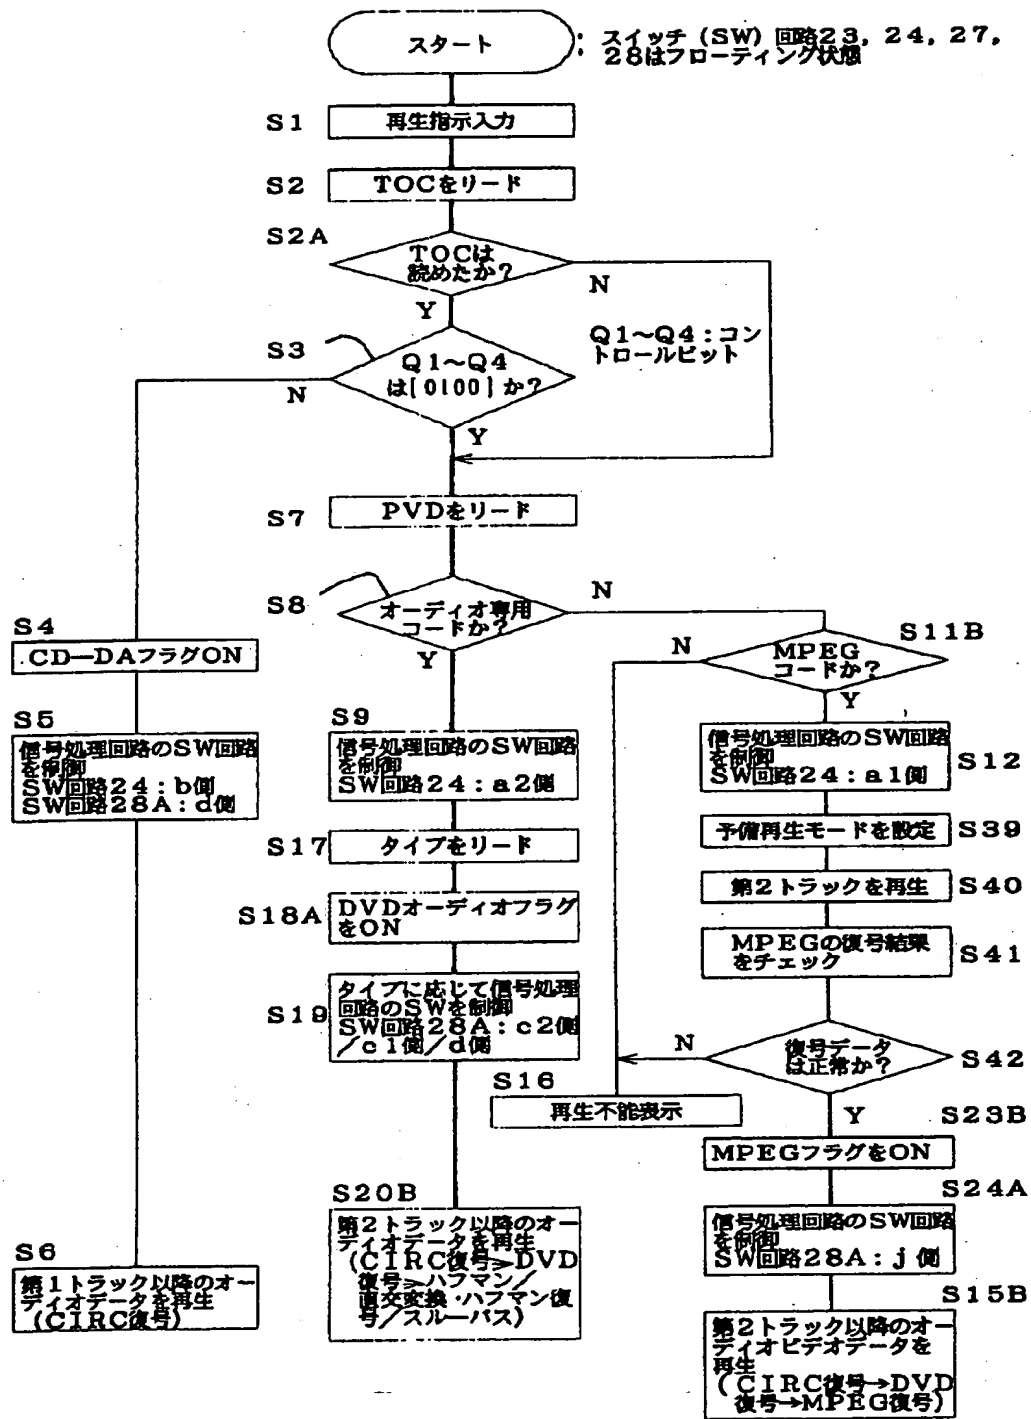 スタート
: スイッチ (SW) 回路23, 24, 27,
: 28はフローティング状態
S1
再生指示入力
S2
TOCをリード
S2A
TOCは
読めたか?
N
Y
Q1〜Q4:コン
トロールビット
S3
Q1〜Q4
は[0100]か?
N
Y
S7
PVDをリード
S8
オーディオ専用
コードか?
N
Y
S4
CD―DAフラグON
S5
信号処理回路のSW回路
を制御
SW回路24:b側
SW回路28A:d側
S6
第1トラック以降のオー
ディオデータを再生
(CIRC復号)
S9
信号処理回路のSW回路
を制御
SW回路24:a2側
S17
タイプをリード
S18A
DVDオーディオフラグ
をON
S19
タイプに応じて信号処理
回路のSWを制御
SW回路28A:c2側
/c1側/d側
S20B
第2トラック以降のオー
ディオデータを再生
(CIRC復号>DVD
復号>ハフマン/
直交変換・ハフマン復
号/スルーパス)
S11B
MPEG
コードか?
N
Y
S12
信号処理回路のSW回路
を制御
SW回路24:a1側
S39
予備再生モードを設定
S40
第2トラックを再生
S41
MPEGの復号結果
をチェック
S42
復号データ
は正常か?
N
Y
S16
再生不能表示
S23B
MPEGフラグをON
S24A
信号処理回路のSW回路
を制御
SW回路28A:j側
S15B
第2トラック以降のオー
ディオビデオデータを
再生
(CIRC復号→DVD
復号→MPEG復号)